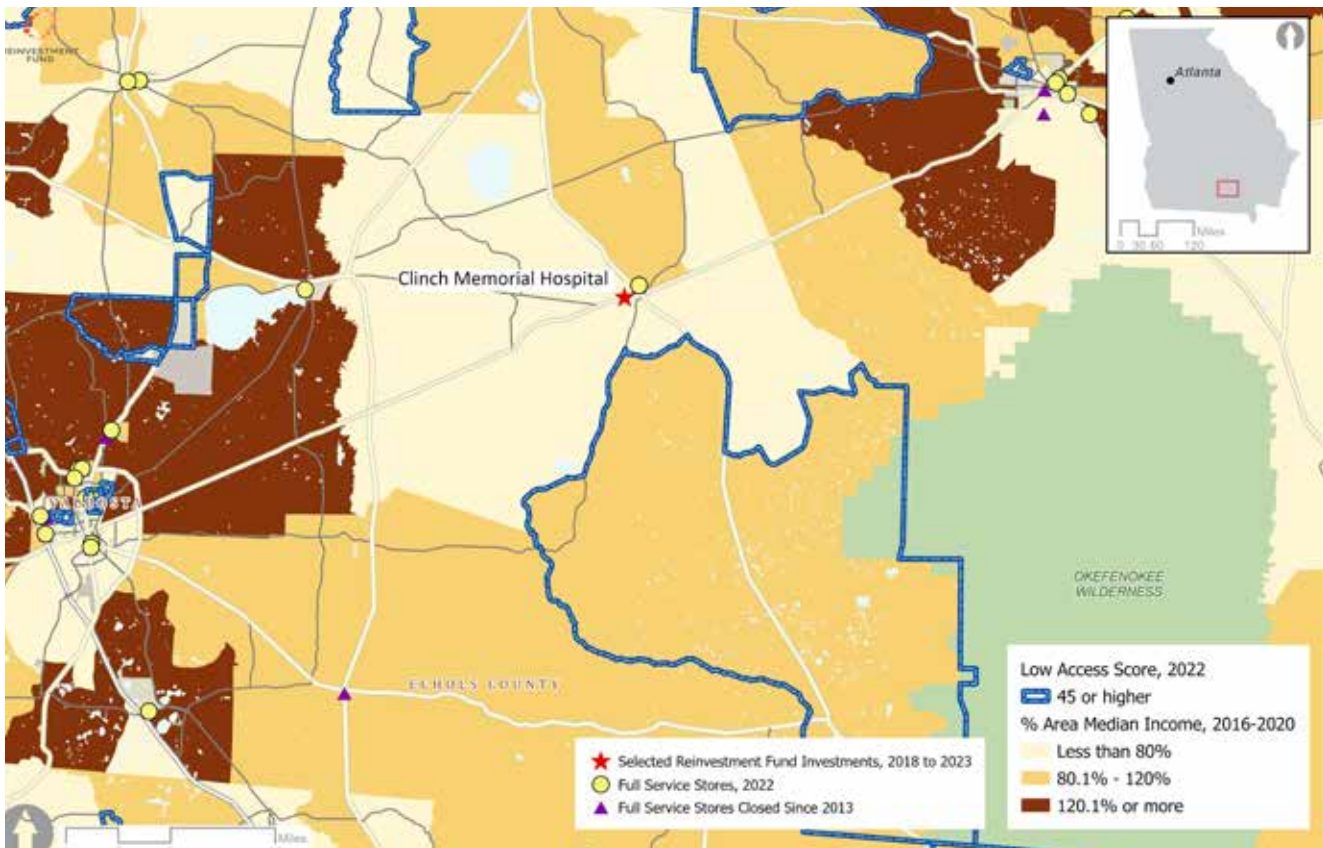 REINVESTMENT
FUND
Atlanta
Miles
0 30 60 120
Clinch Memorial Hospital
VALDOSTA
OKEFENOKEE
WILDERNESS
ECHOLS COUNTY
Low Access Score, 2022
45 or higher
% Area Median Income, 2016-2020
Less than 80%
80.1% - 120%
120.1% or more
Selected Reinvestment Fund Investments, 2018 to 2023
Full Service Stores, 2022
Full Service Stores Closed Since 2013
Miles